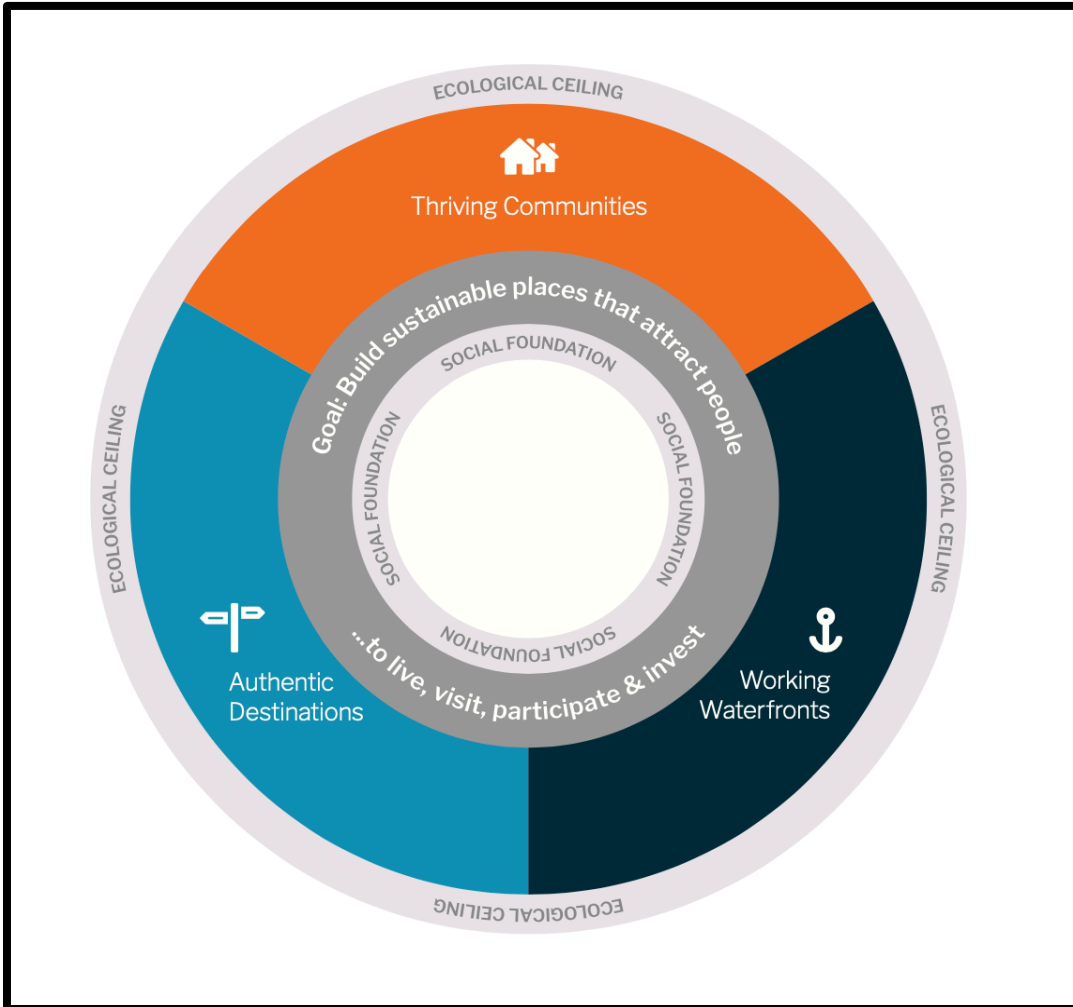 ECOLOGICAL CEILING
Thriving Communities
Goal: Build sustainable places that attract people
SOCIAL FOUNDATION
ECOLOGICAL CEILING
SOCIAL FOUNDATION
SOCIAL FOUNDATION
ECOLOGICAL CEILING
SOCIAL FOUNDATION
...to live, visit, participate & invest
Authentic
Destinations
Working
Waterfronts
ECOLOGICAL CEILING